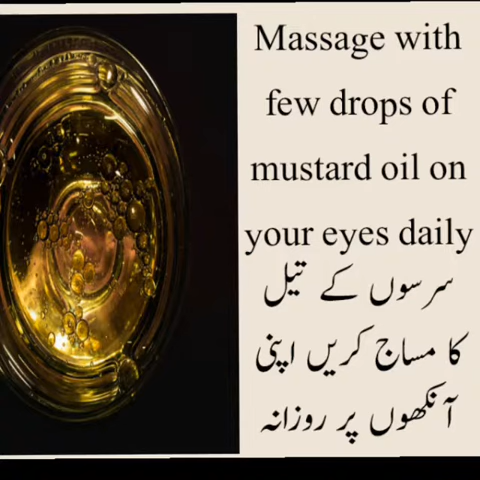 Massage with
few drops of
mustard oil on
your eyes daily
سرسوں کے تیل
کا مساج کریں اپنی
آنکھوں پر روزانہ